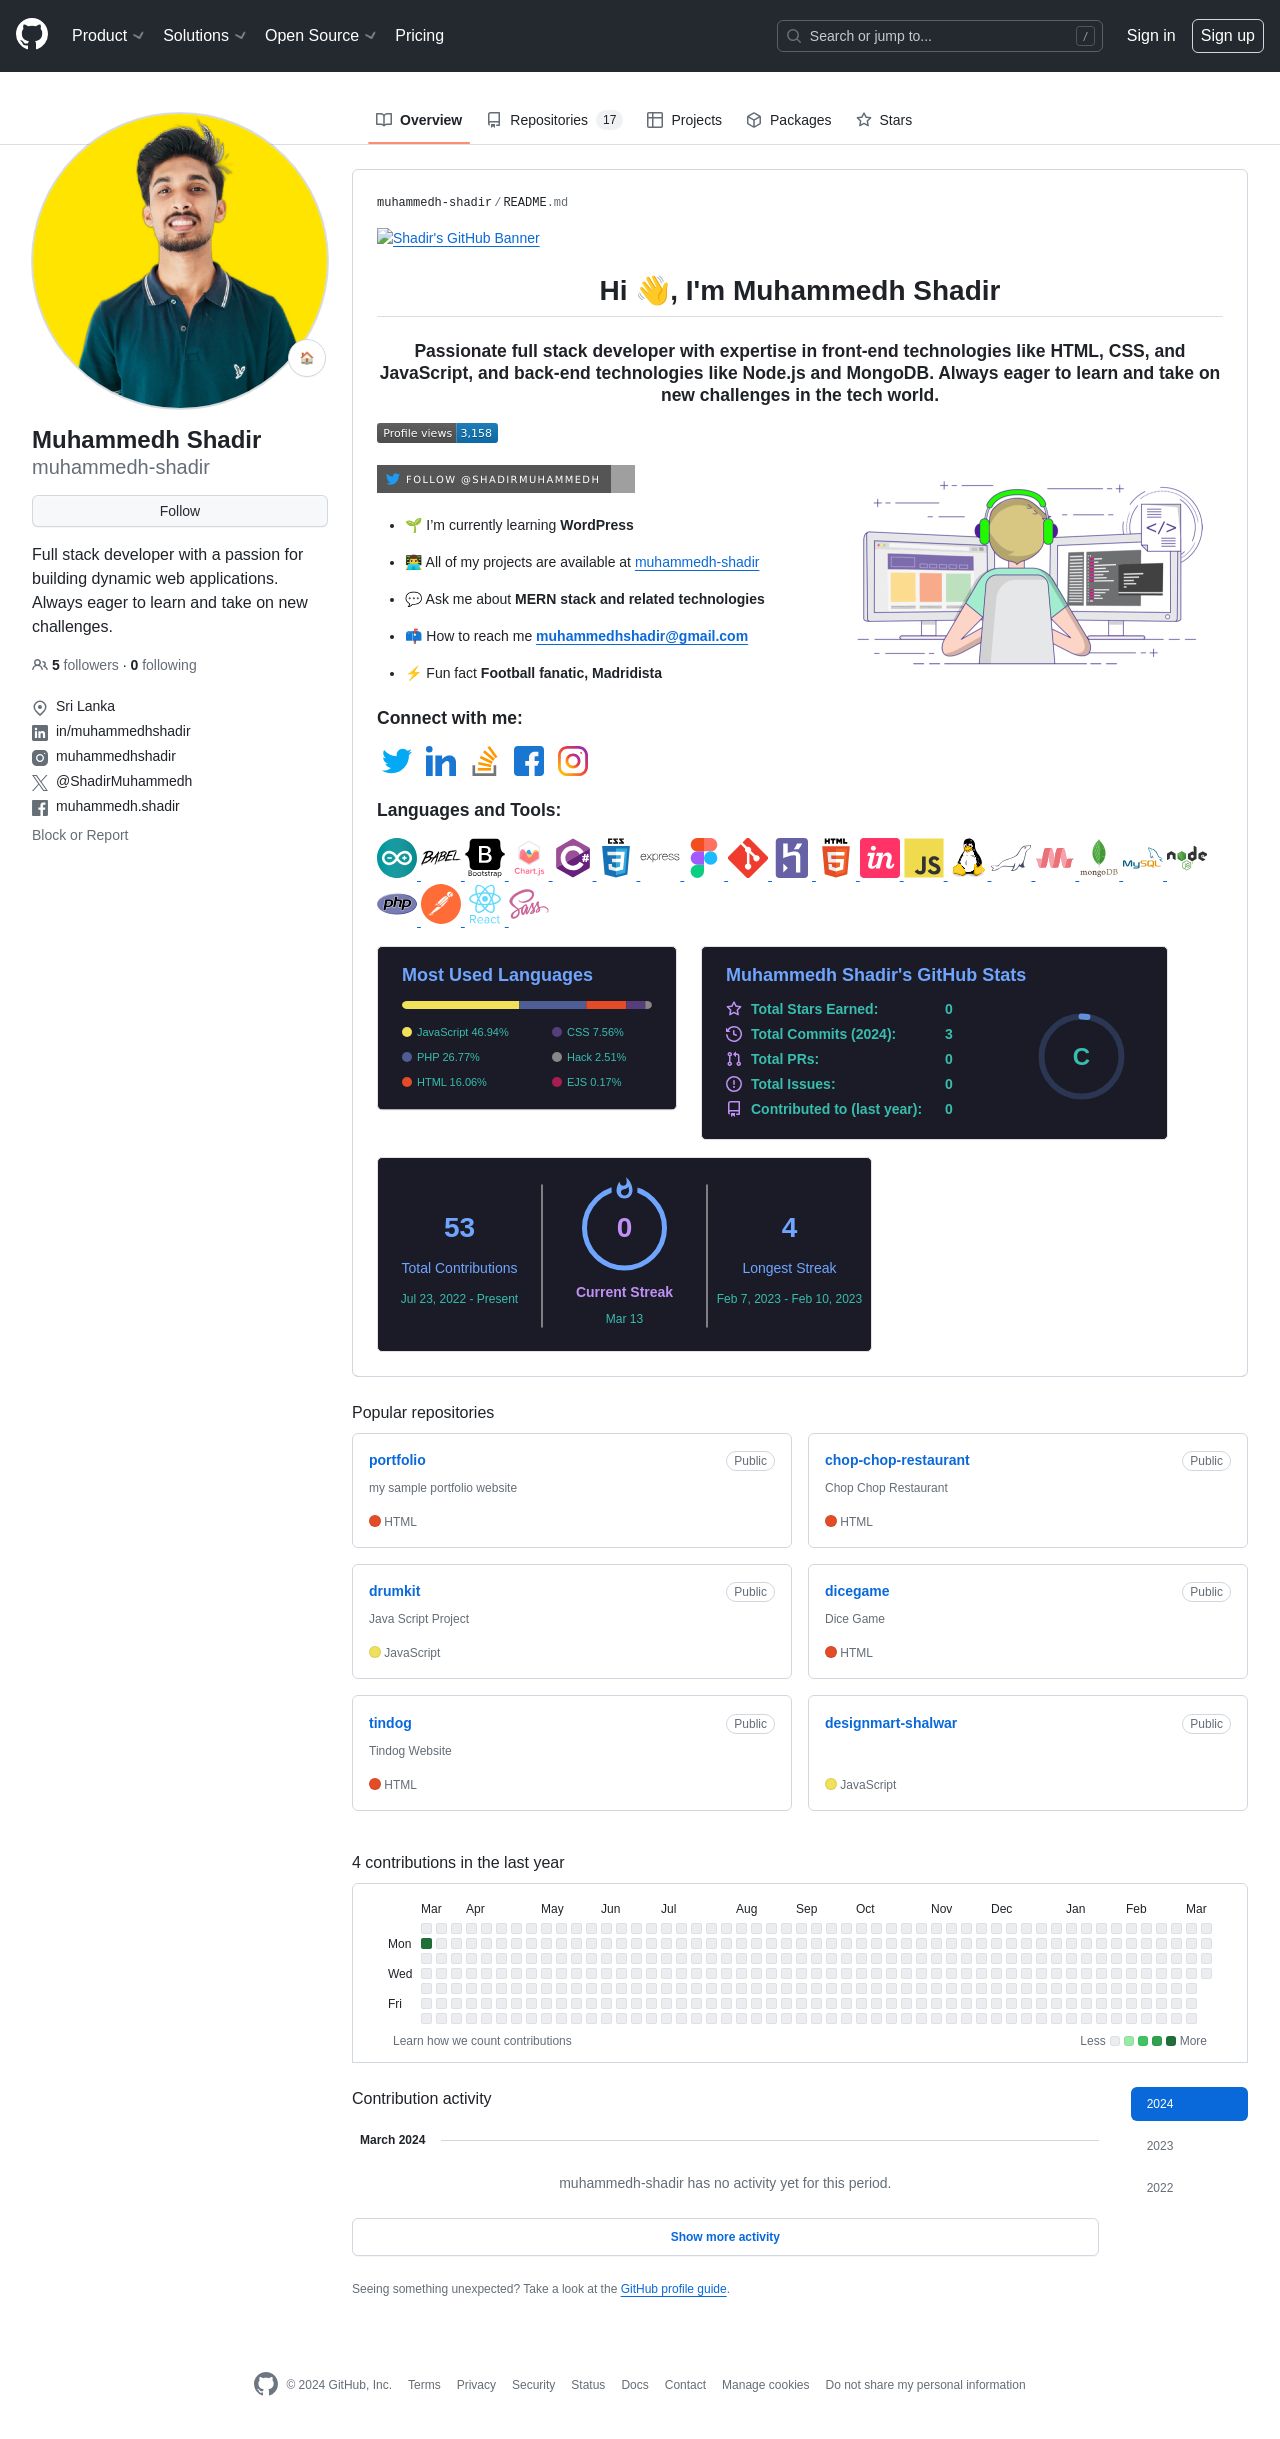 Product Solutions Open Source Pricing Search or jump to... / Sign in Sign up
Overview Repositories 17 Projects Packages Stars
Muhammedh Shadir
muhammedh-shadir
Follow
Full stack developer with a passion for
building dynamic web applications.
Always eager to learn and take on new
challenges.
5 followers · 0 following
Sri Lanka
in/muhammedhshadir
muhammedhshadir
@ShadirMuhammedh
muhammedh.shadir
Block or Report
muhammedh-shadir/README.md
Shadir's GitHub Banner
Hi 👋, I'm Muhammedh Shadir
Passionate full stack developer with expertise in front-end technologies like HTML, CSS, and
JavaScript, and back-end technologies like Node.js and MongoDB. Always eager to learn and take on
new challenges in the tech world.
Profile views 3,158
FOLLOW @SHADIRMUHAMMEDH
</>
• 🌱 I'm currently learning WordPress
• 👨‍💻 All of my projects are available at muhammedh-shadir
• 💬 Ask me about MERN stack and related technologies
• 📫 How to reach me muhammedhshadir@gmail.com
• ⚡ Fun fact Football fanatic, Madridista
Connect with me:
Languages and Tools:
BABEL B Bootstrap Chart.js C# CSS 3 express HTML 5 in JS mongoDB MySQL node JS
php React Sass
Most Used Languages
JavaScript 46.94% CSS 7.56%
PHP 26.77% Hack 2.51%
HTML 16.06% EJS 0.17%
Muhammedh Shadir's GitHub Stats
Total Stars Earned: 0
Total Commits (2024): 3
Total PRs: 0
Total Issues: 0
Contributed to (last year): 0
C
53
Total Contributions
Jul 23, 2022 - Present
0
Current Streak
Mar 13
4
Longest Streak
Feb 7, 2023 - Feb 10, 2023
Popular repositories
portfolio Public
my sample portfolio website
HTML
chop-chop-restaurant Public
Chop Chop Restaurant
HTML
drumkit Public
Java Script Project
JavaScript
dicegame Public
Dice Game
HTML
tindog Public
Tindog Website
HTML
designmart-shalwar Public
JavaScript
4 contributions in the last year
Mar Apr May Jun Jul Aug Sep Oct Nov Dec Jan Feb Mar
Mon
Wed
Fri
Learn how we count contributions Less More
Contribution activity
2024
2023
2022
March 2024
muhammedh-shadir has no activity yet for this period.
Show more activity
Seeing something unexpected? Take a look at the GitHub profile guide.
© 2024 GitHub, Inc. Terms Privacy Security Status Docs Contact Manage cookies Do not share my personal information